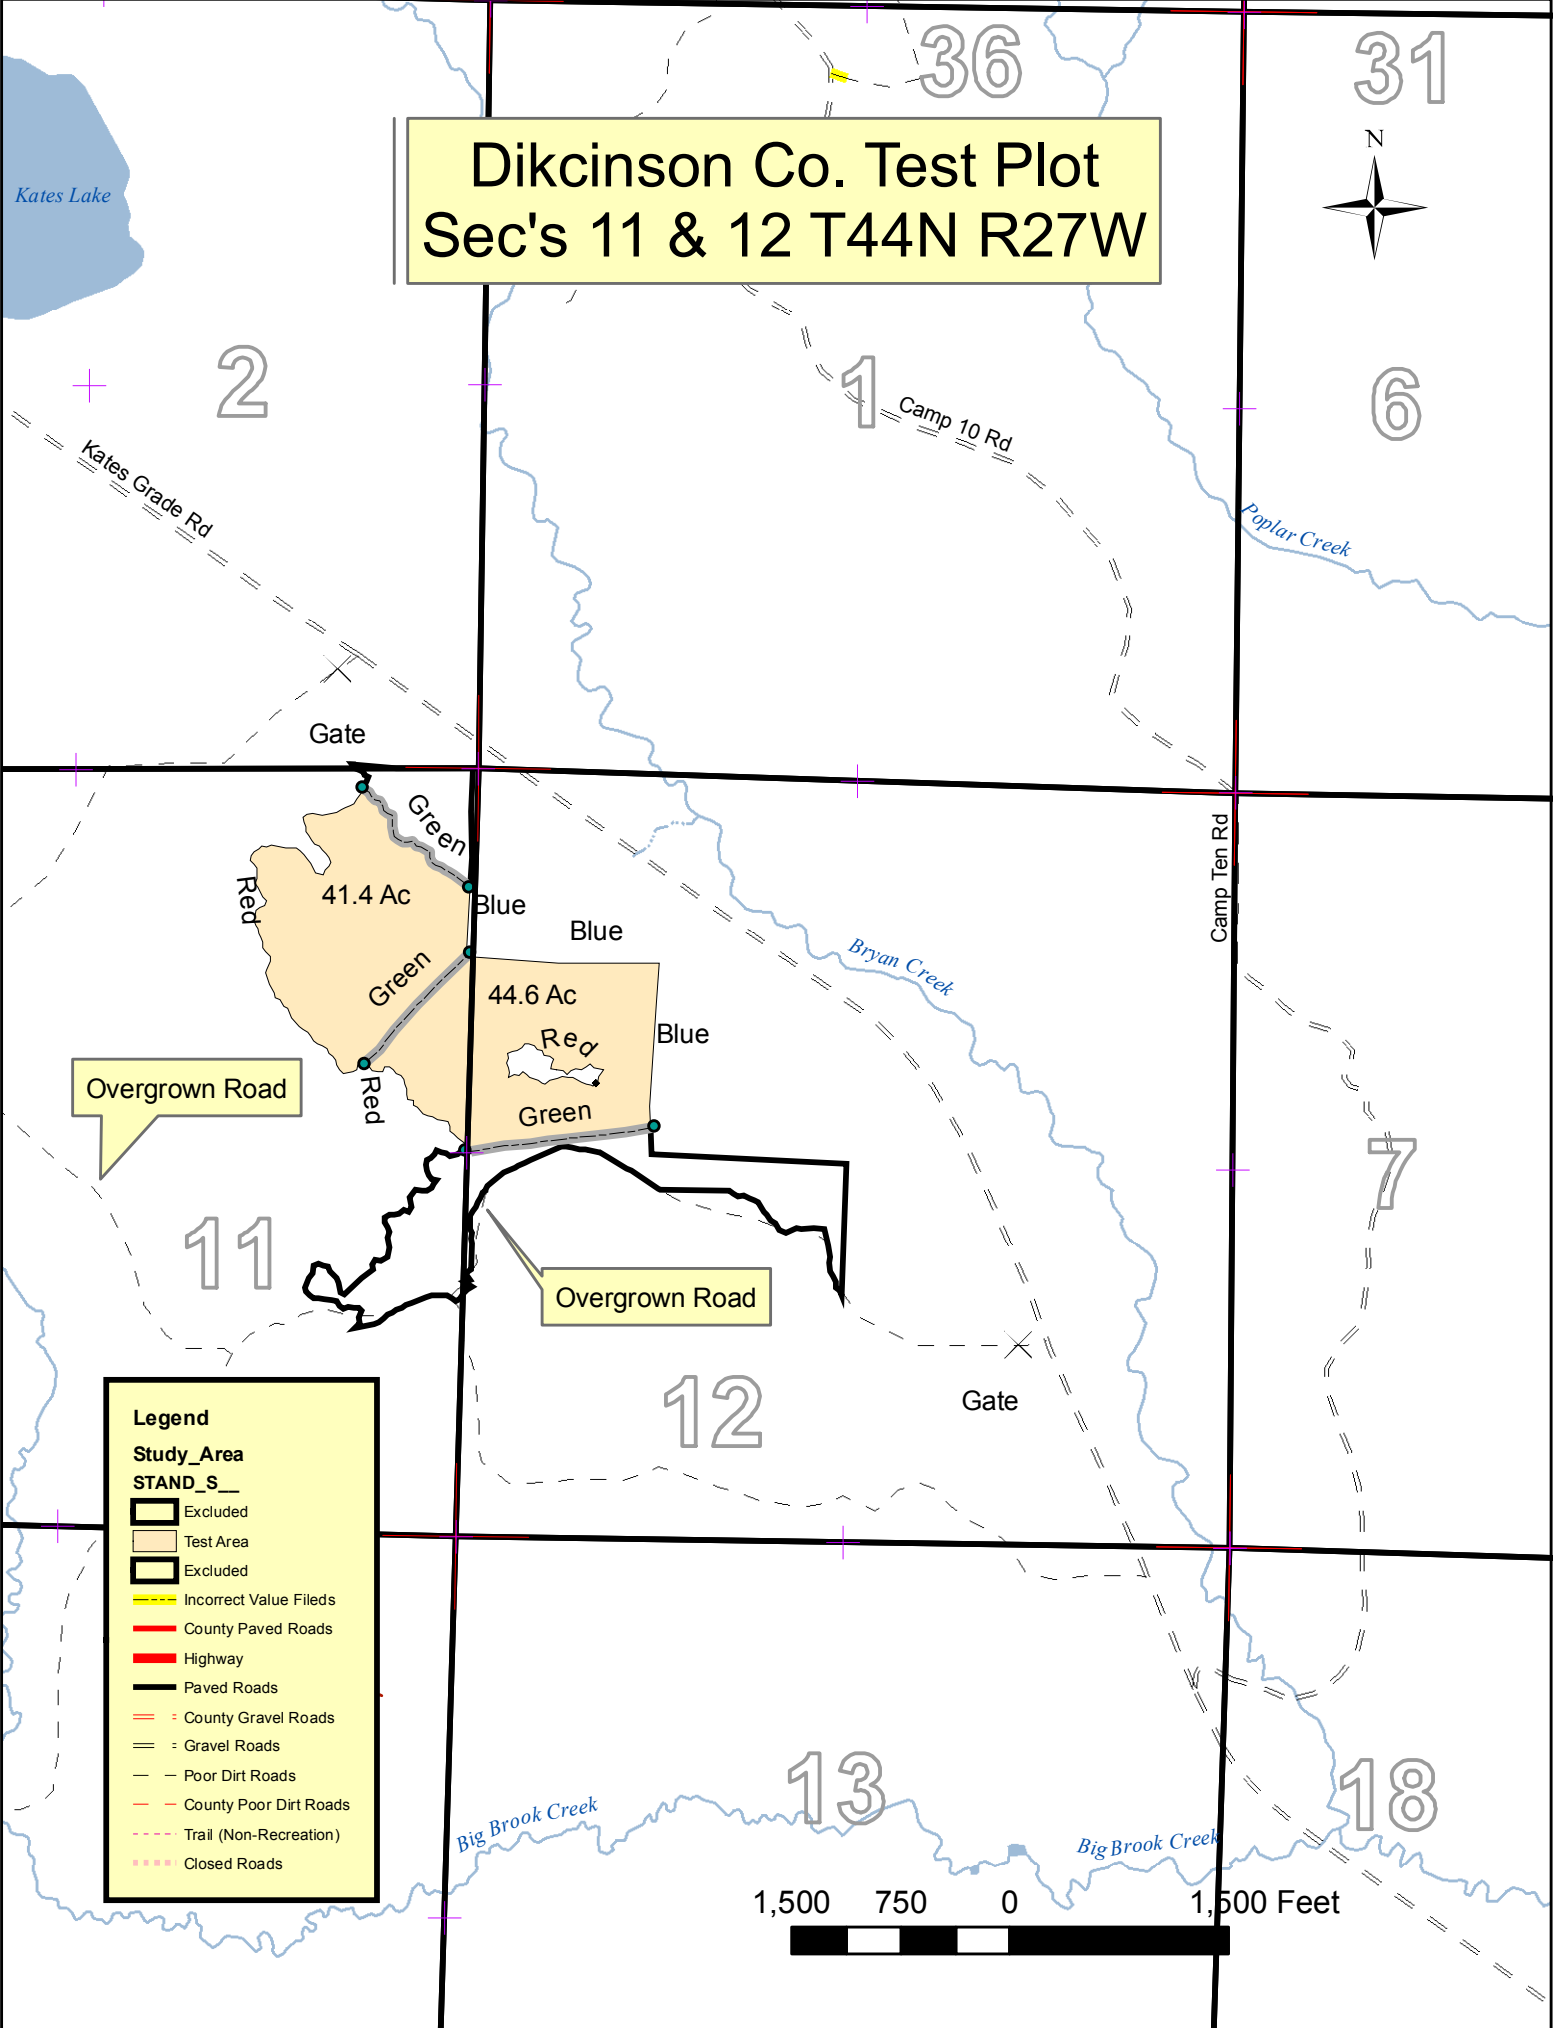 36
31
Dikcinson Co. Test Plot
Sec's 11 & 12 T44N R27W
N
Kates Lake
2
1
6
Camp 10 Rd
Kates Grade Rd
Poplar Creek
Gate
Green
Camp Ten Rd
Red
41.4 Ac
Blue
Blue
Bryan Creek
Green
44.6 Ac
Red
Blue
Overgrown Road
Red
Green
7
11
Overgrown Road
12
Gate
Legend
Study_Area
STAND_S__
Excluded
Test Area
Excluded
Incorrect Value Fileds
County Paved Roads
Highway
Paved Roads
County Gravel Roads
Gravel Roads
Poor Dirt Roads
County Poor Dirt Roads
Trail (Non-Recreation)
Closed Roads
13
18
Big Brook Creek
Big Brook Creek
1,500 750 0 1,500 Feet